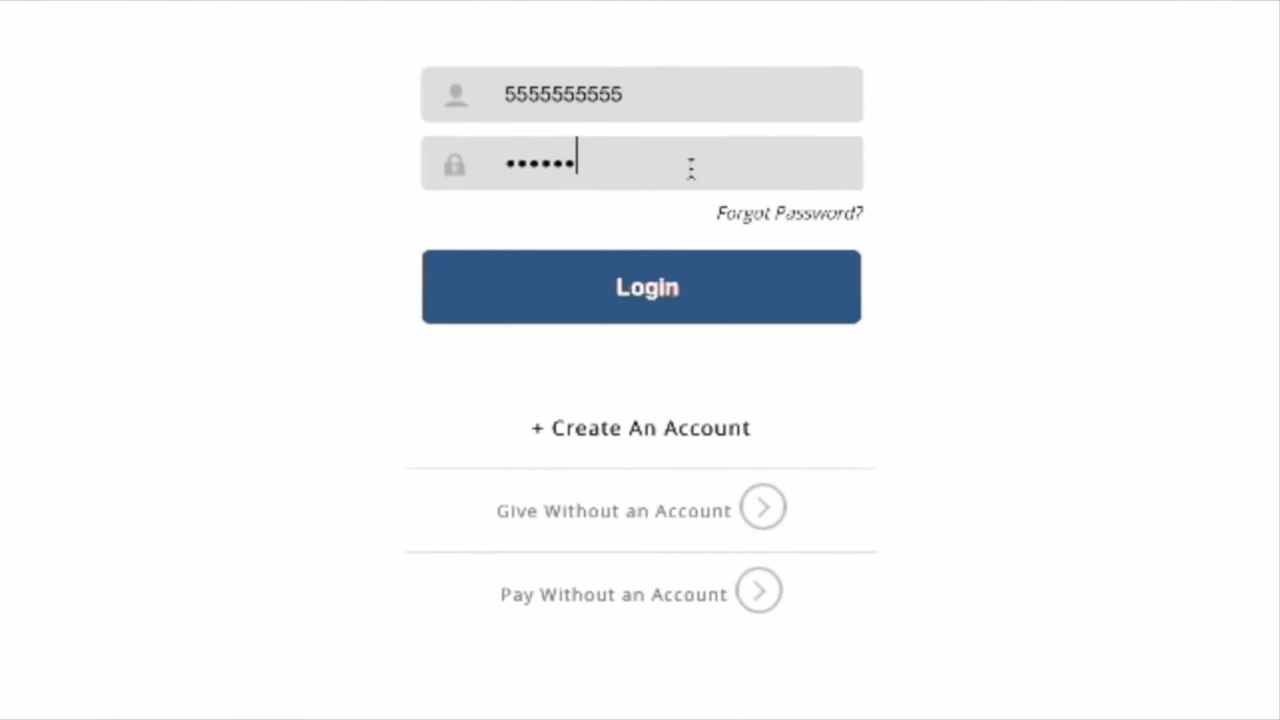 5555555555
••••••
Forgot Password?
Login
+ Create An Account
Give Without an Account
Pay Without an Account